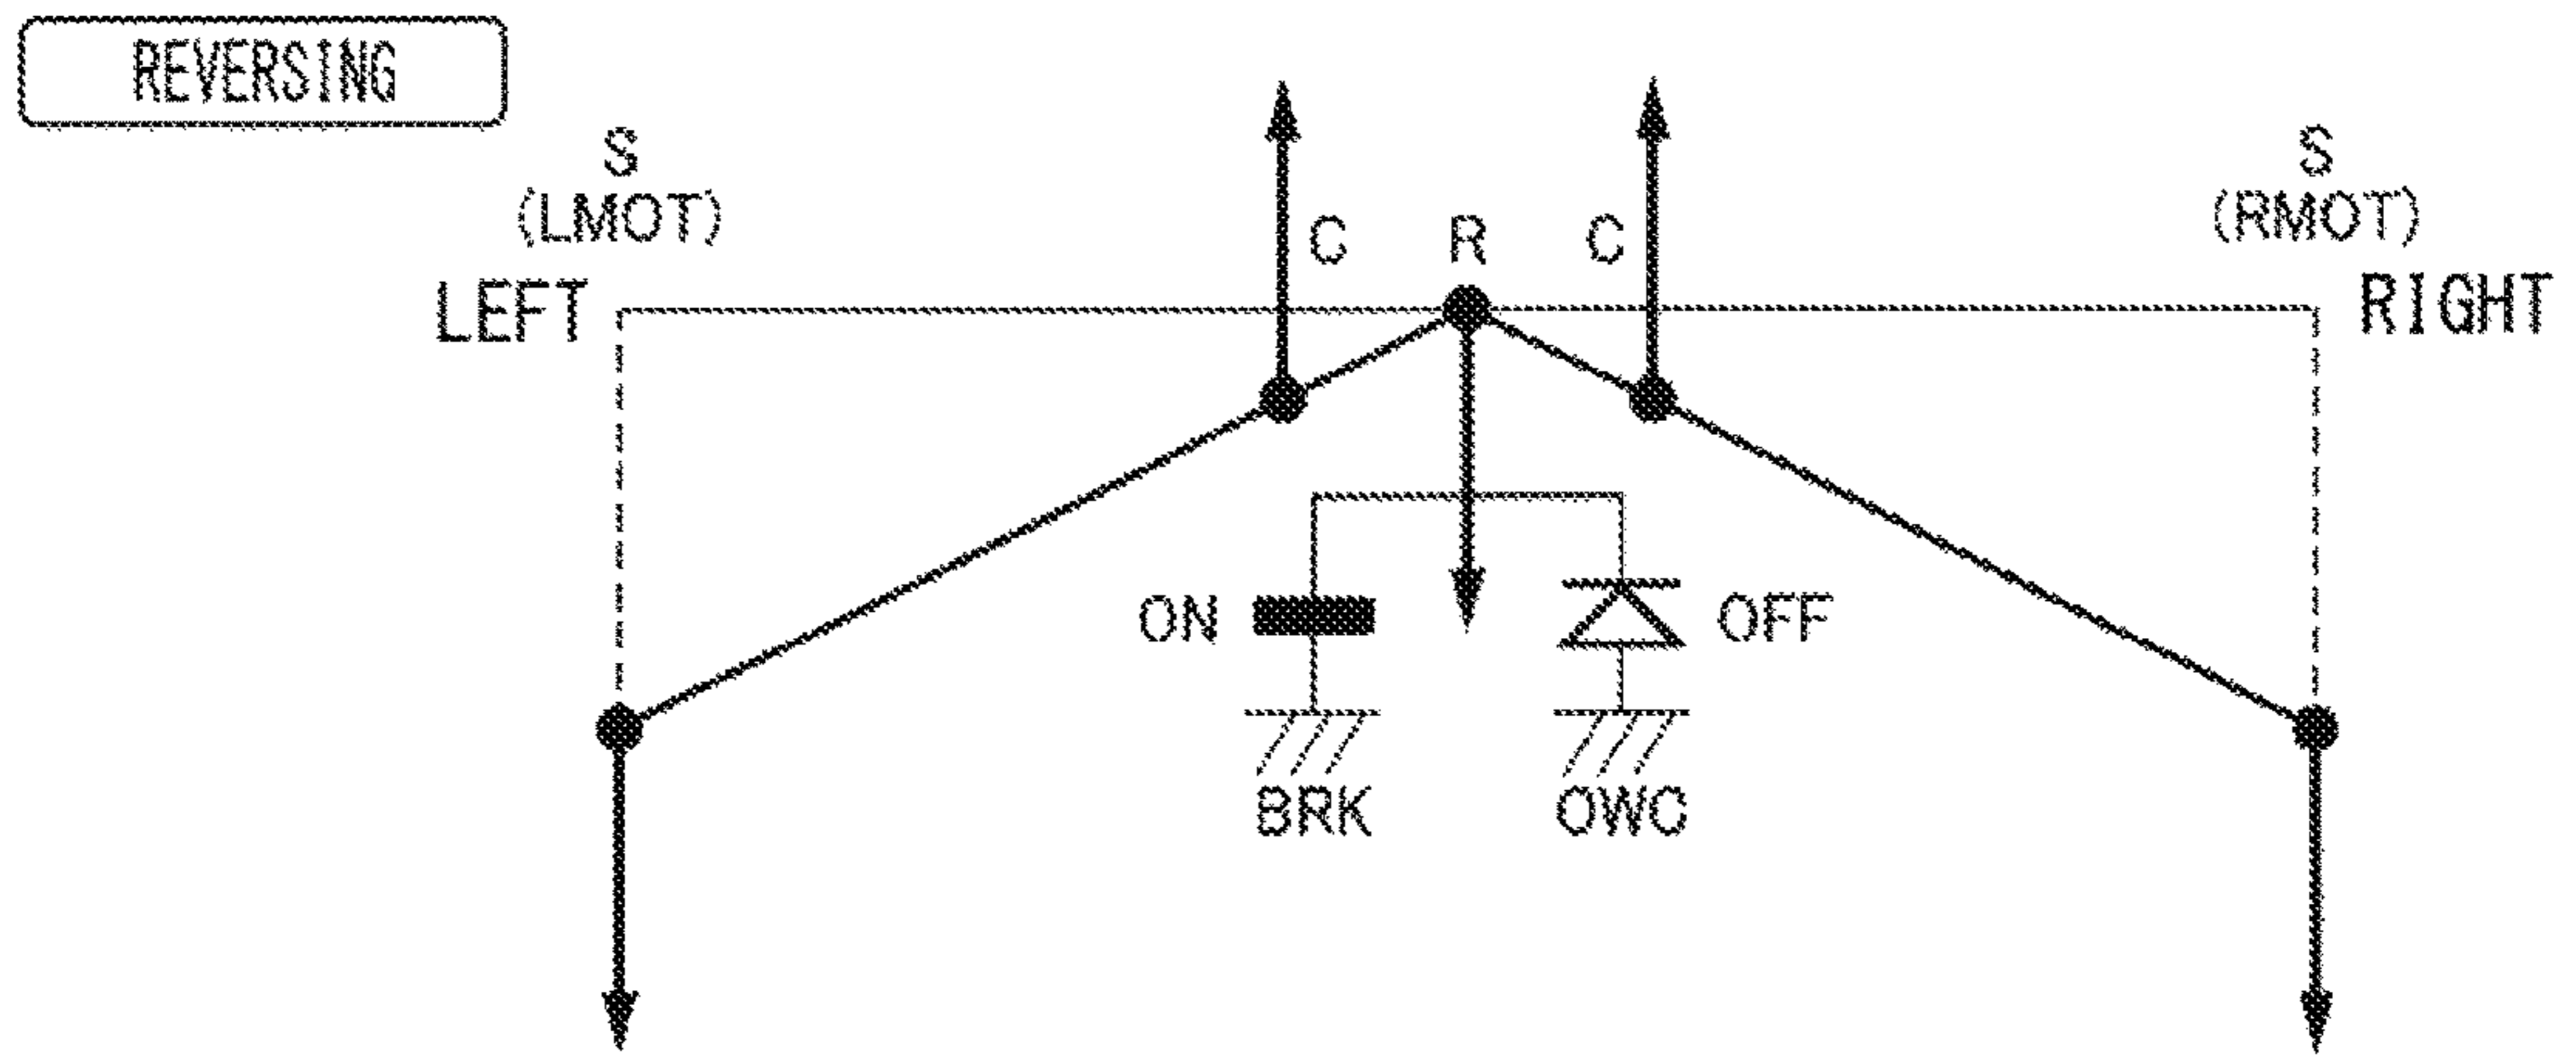 REVERSING
S
(LMOT)
LEFT
C
R
C
S
(RMOT)
RIGHT
ON
OFF
BRK
OWC